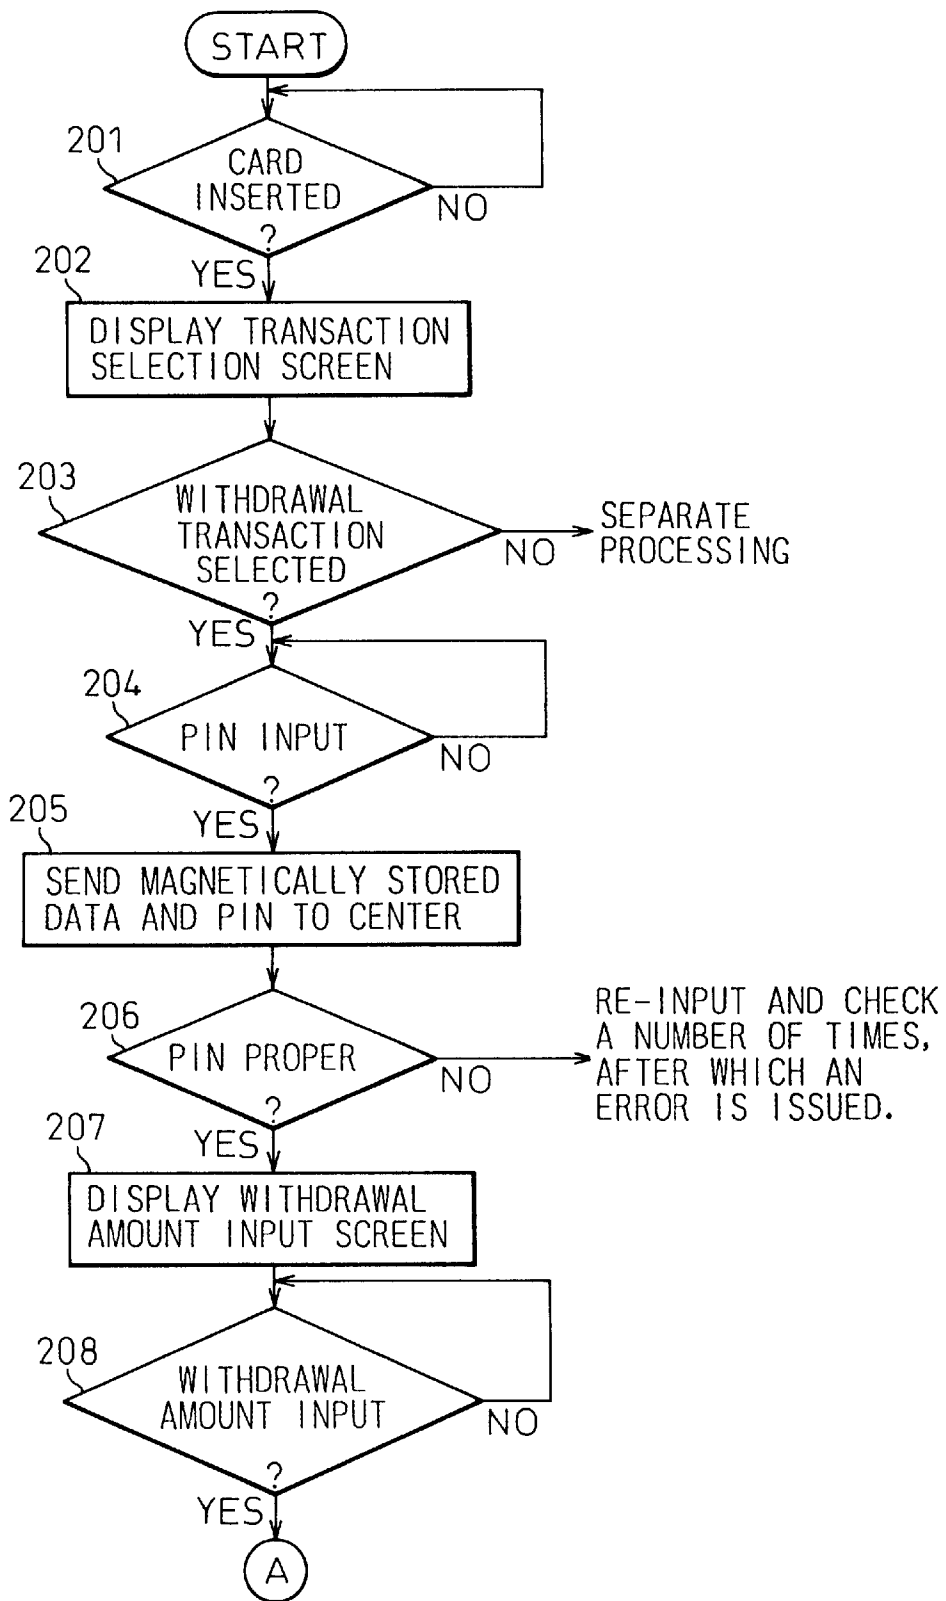 START
201
CARD
INSERTED
?
NO
YES
202
DISPLAY TRANSACTION
SELECTION SCREEN
203
WITHDRAWAL
TRANSACTION
SELECTED
?
NO
SEPARATE
PROCESSING
YES
204
PIN INPUT
?
NO
YES
205
SEND MAGNETICALLY STORED
DATA AND PIN TO CENTER
206
PIN PROPER
?
NO
RE-INPUT AND CHECK
A NUMBER OF TIMES,
AFTER WHICH AN
ERROR IS ISSUED.
YES
207
DISPLAY WITHDRAWAL
AMOUNT INPUT SCREEN
208
WITHDRAWAL
AMOUNT INPUT
?
NO
YES
A